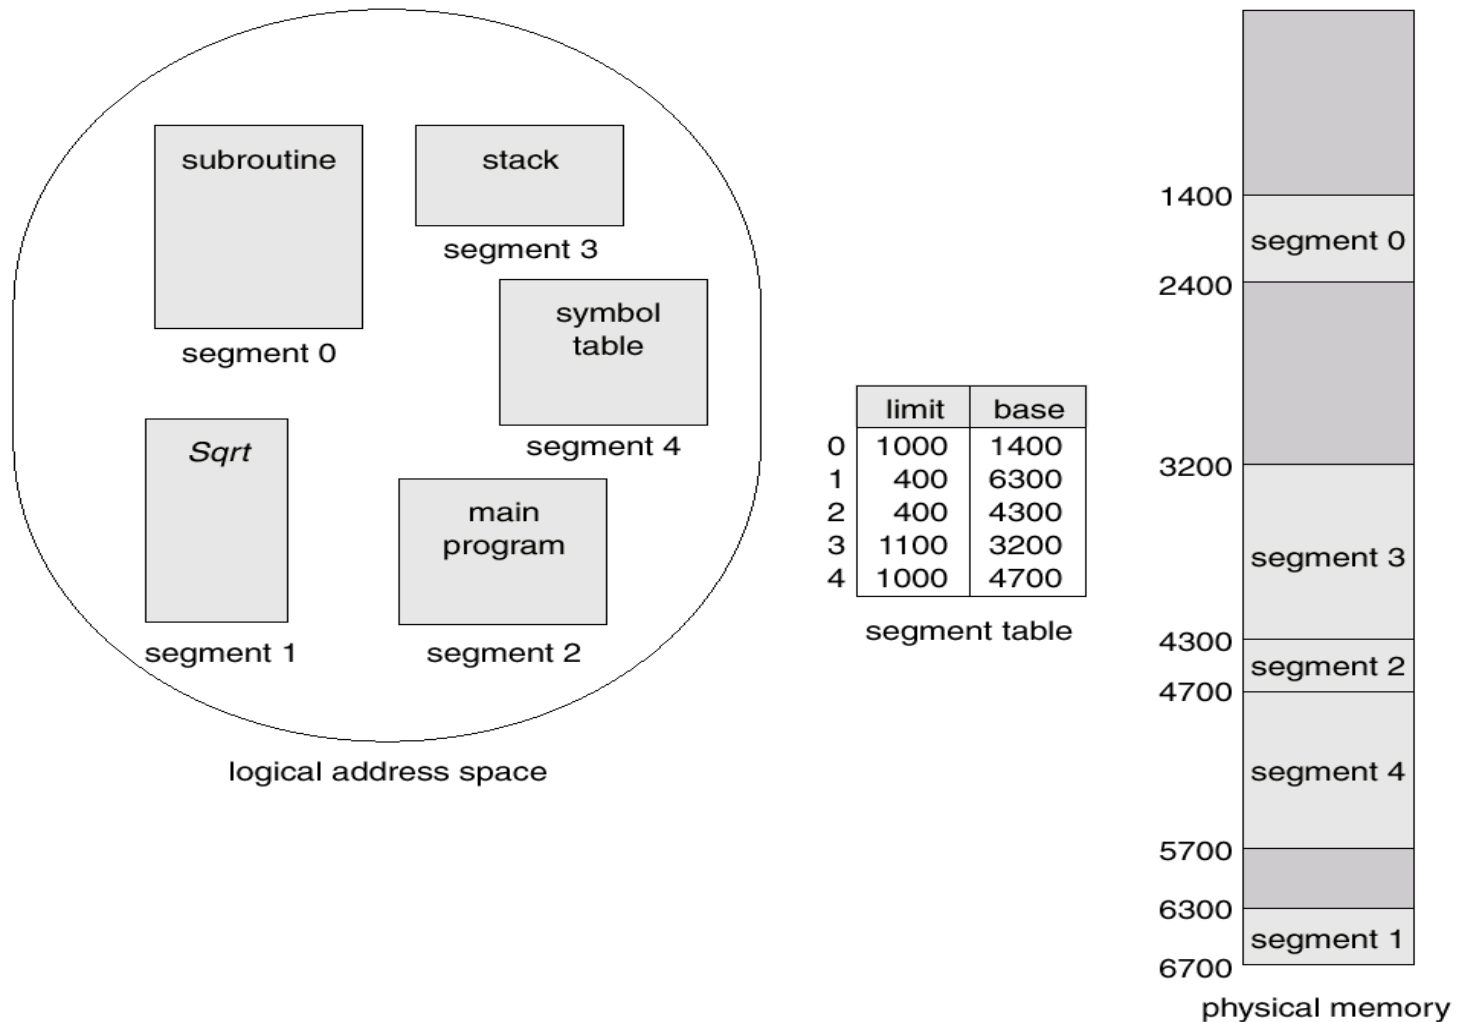 subroutine
segment 0
stack
segment 3
symbol
table
segment 4
Sqrt
segment 1
main
program
segment 2
logical address space
limit base
0 1000 1400
1 400 6300
2 400 4300
3 1100 3200
4 1000 4700
segment table
1400
segment 0
2400
3200
segment 3
4300
segment 2
4700
segment 4
5700
6300
segment 1
6700
physical memory